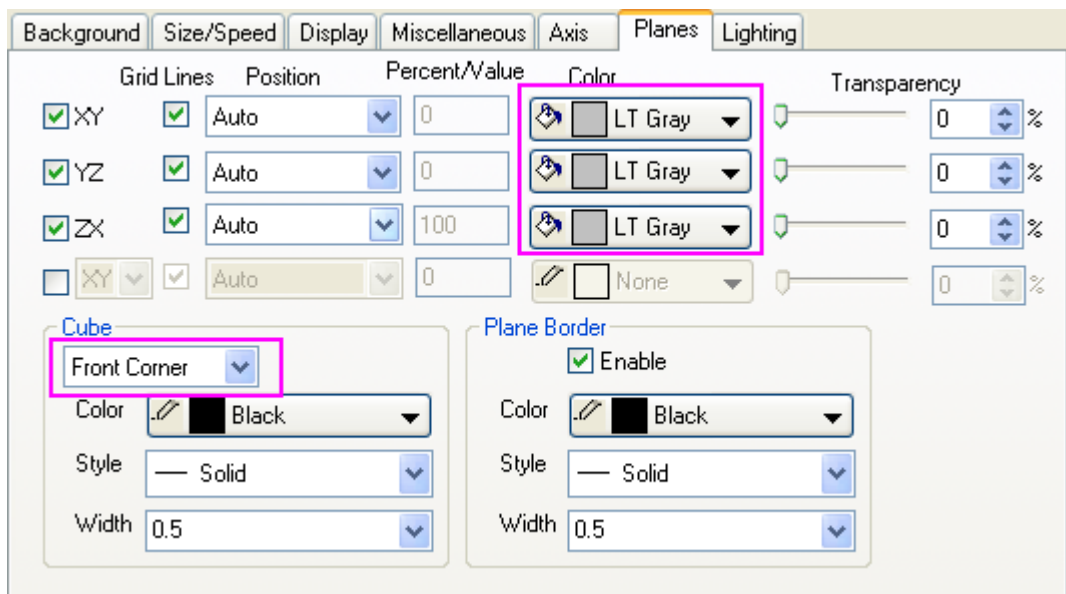 Background Size/Speed Display Miscellaneous Axis Planes Lighting
Grid Lines Position Percent/Value Color Transparency
XY Auto 0 LT Gray 0 %
YZ Auto 0 LT Gray 0 %
ZX Auto 100 LT Gray 0 %
XY Auto 0 None 0 %
Cube
Front Corner
Color Black
Style Solid
Width 0.5
Plane Border
Enable
Color Black
Style Solid
Width 0.5